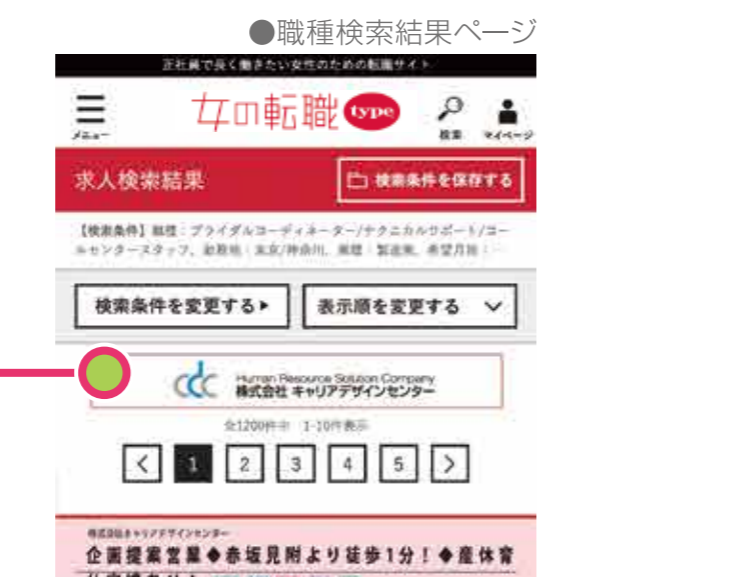 ●職種検索結果ページ
正社員で長く働きたい女性のための転職サイト
女の転職 type
メニュー
検索
マイページ
求人検索結果
検索条件を保存する
【検索条件】職種：ブライダルコーディネーター/テクニカルサポート/コー
ルセンタースタッフ、勤務地：東京/神奈川、業種：製造業、希望月給：…
検索条件を変更する▶
表示順を変更する
cdc Human Resource Solution Company
株式会社 キャリアデザインセンター
全1200件中 1-10件表示
< 1 2 3 4 5 >
株式会社キャリアデザインセンター
企画提案営業◆赤坂見附より徒歩1分！◆産休育